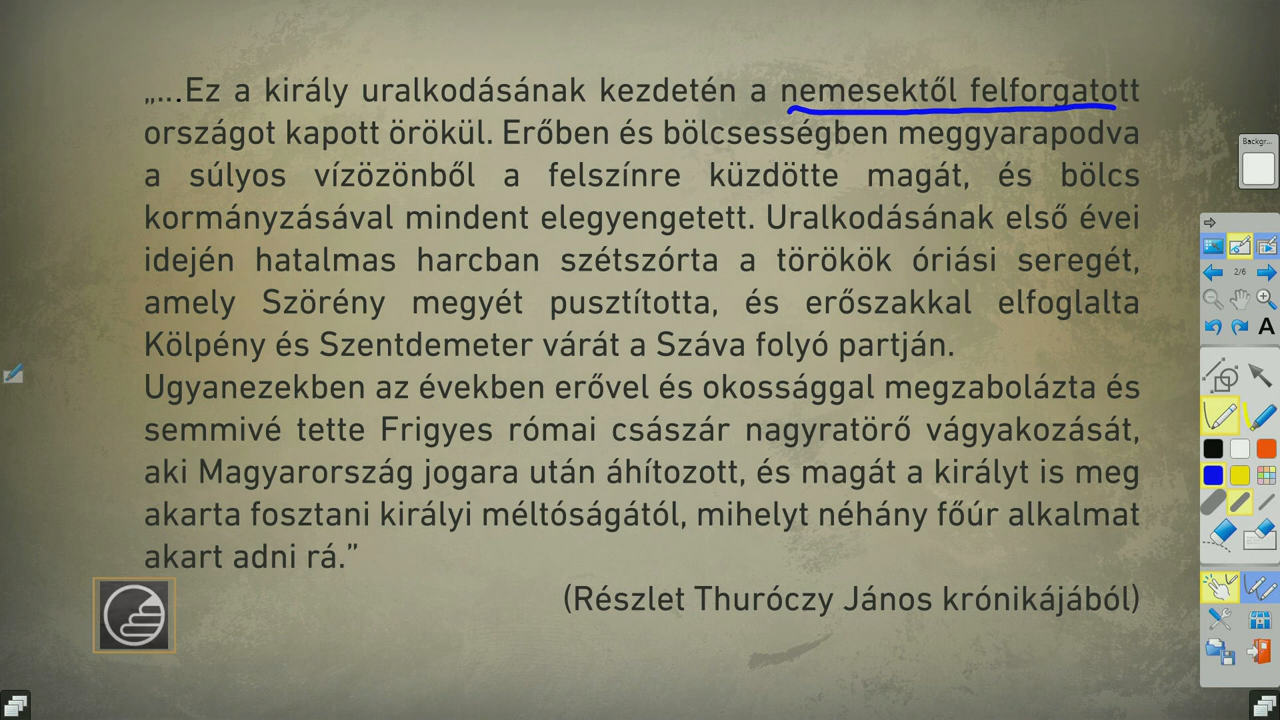 „...Ez a király uralkodásának kezdetén a nemesektől felforgatott
országot kapott örökül. Erőben és bölcsességben meggyarapodva
a súlyos vízözönből a felszínre küzdötte magát, és bölcs
kormányzásával mindent elegyengetett. Uralkodásának első évei
idején hatalmas harcban szétszórta a törökök óriási seregét,
amely Szörény megyét pusztította, és erőszakkal elfoglalta
Kölpény és Szentdemeter várát a Száva folyó partján.
Ugyanezekben az években erővel és okossággal megzabolázta és
semmivé tette Frigyes római császár nagyratörő vágyakozását,
aki Magyarország jogara után áhítozott, és magát a királyt is meg
akarta fosztani királyi méltóságától, mihelyt néhány főúr alkalmat
akart adni rá.”
(Részlet Thuróczy János krónikájából)
Backgr...
2/6
A